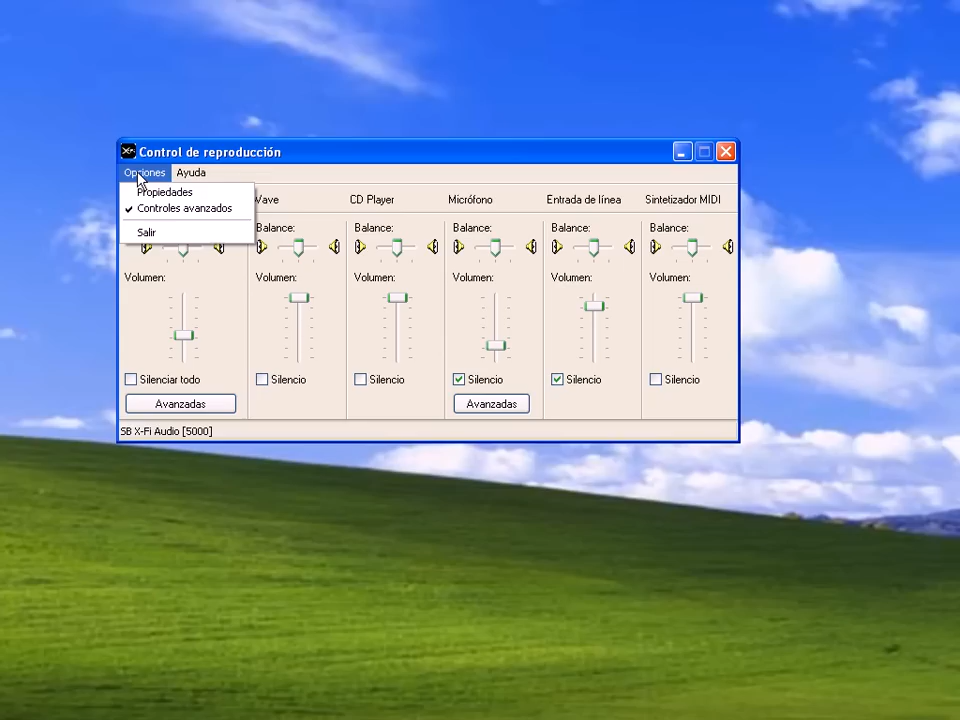 Control de reproducción
Opciones Ayuda
Propiedades
Controles avanzados
Salir
Wave CD Player Micrófono Entrada de línea Sintetizador MIDI
Balance: Balance: Balance: Balance: Balance:
Volumen: Volumen: Volumen: Volumen: Volumen: Volumen:
Silenciar todo Silencio Silencio Silencio Silencio Silencio
Avanzadas Avanzadas
SB X-Fi Audio [5000]